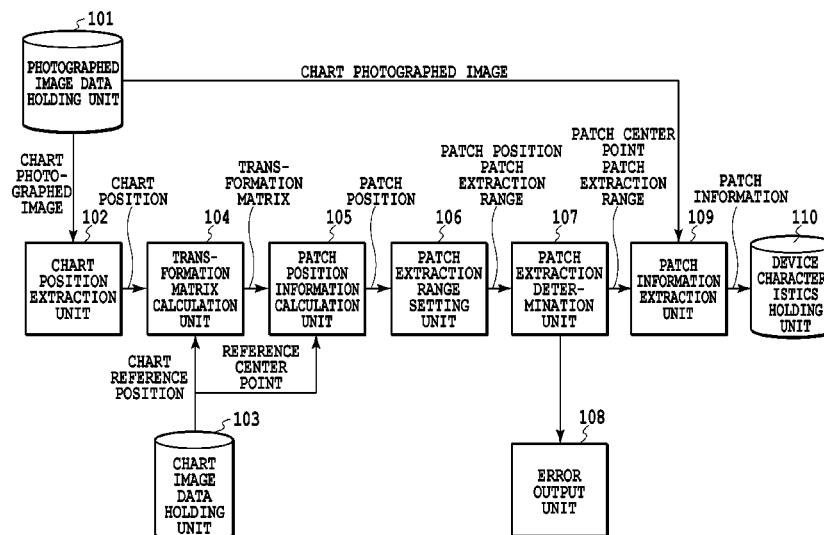 101
PHOTOGRAPHED
IMAGE DATA
HOLDING UNIT
CHART PHOTOGRAPHED IMAGE
CHART
PHOTO-
GRAPHED
IMAGE
CHART
POSITION
TRANS-
FORMATION
MATRIX
PATCH
POSITION
PATCH POSITION
PATCH
EXTRACTION
RANGE
PATCH CENTER
POINT
PATCH
EXTRACTION
RANGE
PATCH
INFORMATION
102
CHART
POSITION
EXTRACTION
UNIT
104
TRANS-
FORMATION
MATRIX
CALCULATION
UNIT
105
PATCH
POSITION
INFORMATION
CALCULATION
UNIT
106
PATCH
EXTRACTION
RANGE
SETTING
UNIT
107
PATCH
EXTRACTION
DETER-
MINATION
UNIT
109
PATCH
INFORMATION
EXTRACTION
UNIT
110
DEVICE
CHARACTER
ISTICS
HOLDING
UNIT
CHART
REFERENCE
POSITION
REFERENCE
CENTER
POINT
103
CHART
IMAGE
DATA
HOLDING
UNIT
108
ERROR
OUTPUT
UNIT